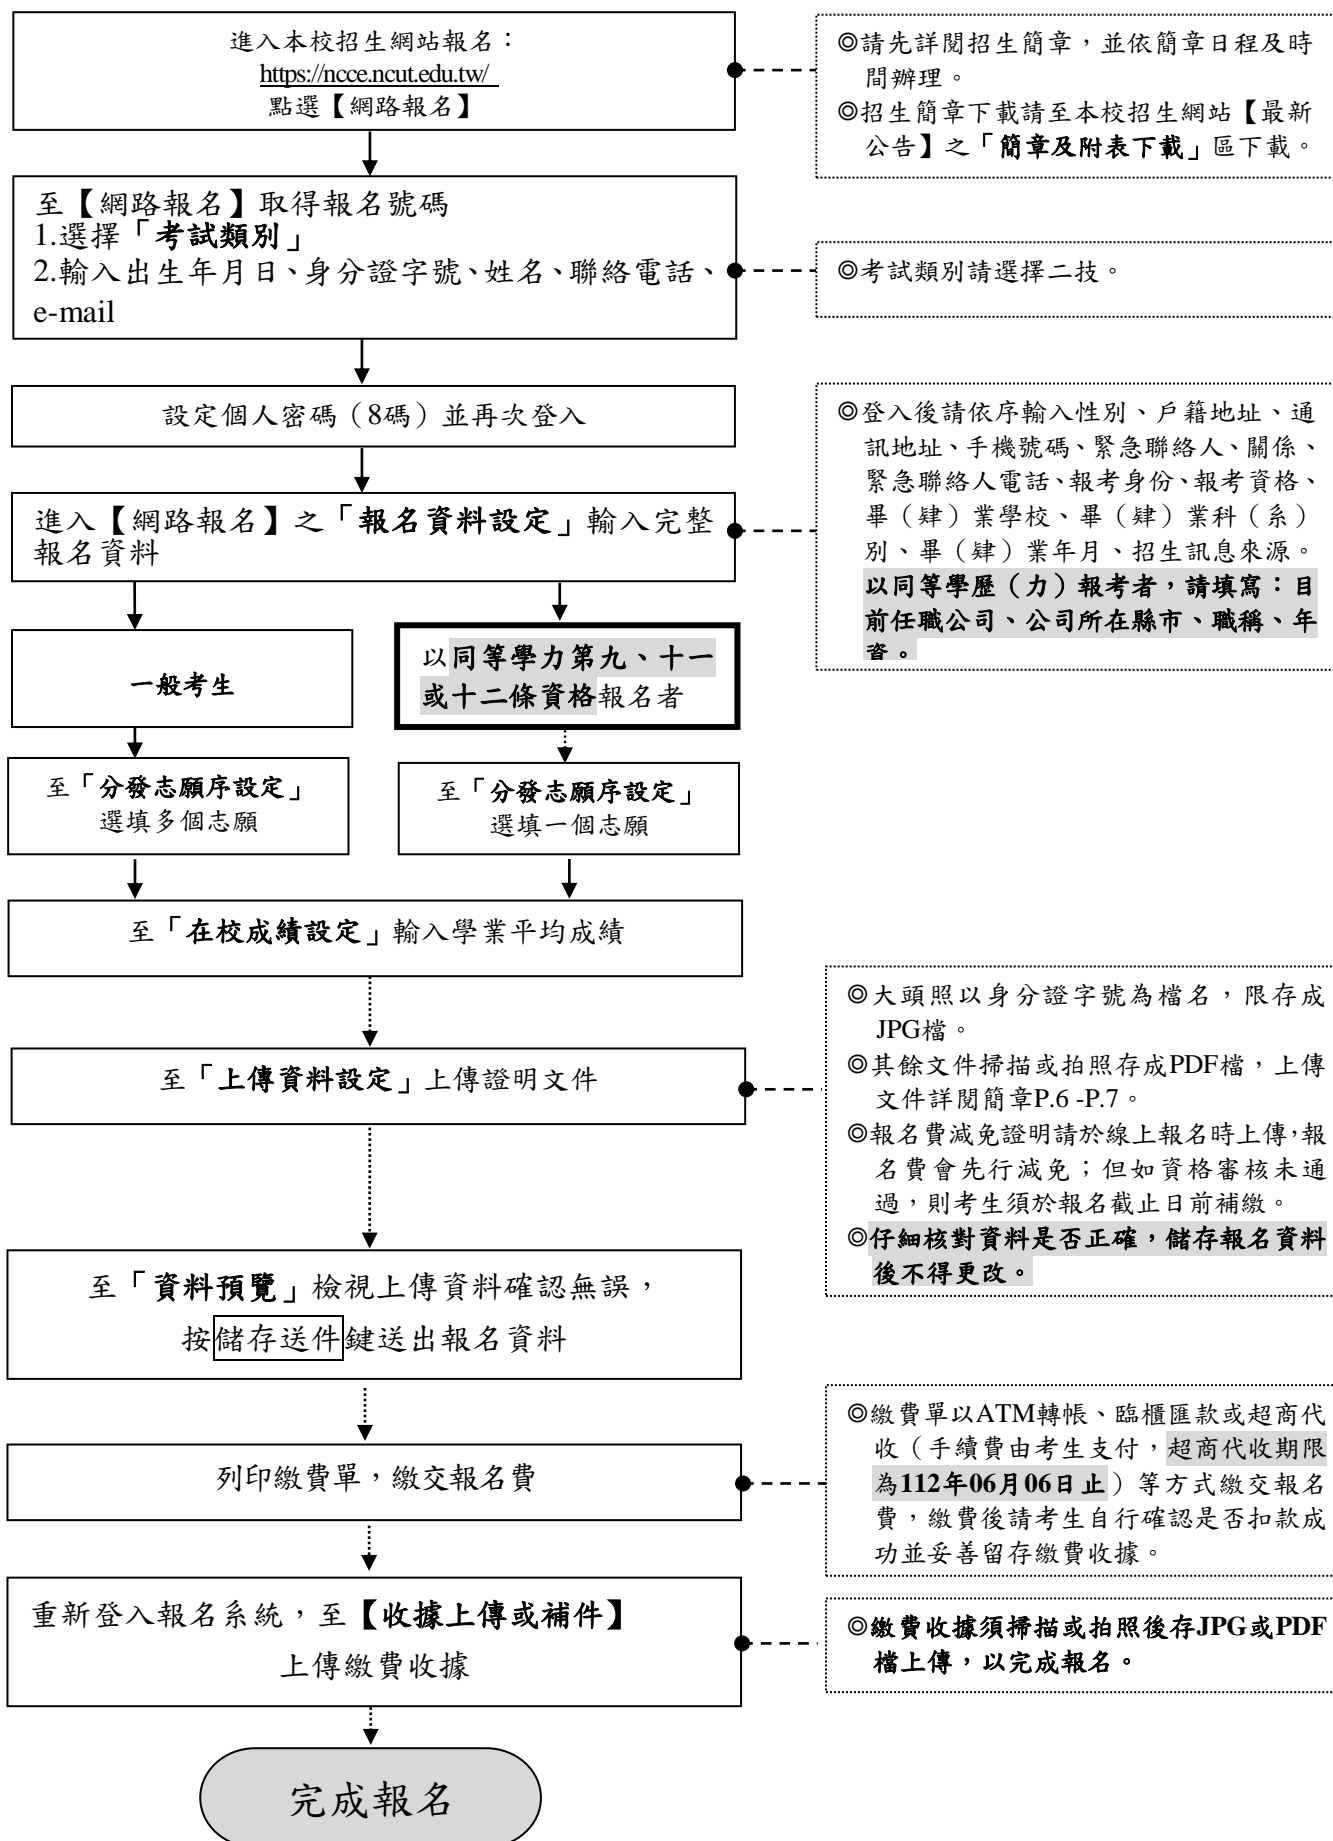 進入本校招生網站報名：
https://ncce.ncut.edu.tw/
點選【網路報名】
◎請先詳閱招生簡章，並依簡章日程及時
間辦理。
◎招生簡章下載請至本校招生網站【最新
公告】之「簡章及附表下載」區下載。
至【網路報名】取得報名號碼
1.選擇「考試類別」
2.輸入出生年月日、身分證字號、姓名、聯絡電話、
e-mail
◎考試類別請選擇二技。
設定個人密碼（8碼）並再次登入
◎登入後請依序輸入性別、戶籍地址、通
訊地址、手機號碼、緊急聯絡人、關係、
緊急聯絡人電話、報考身份、報考資格、
畢（肄）業學校、畢（肄）業科（系）
別、畢（肄）業年月、招生訊息來源。
以同等學歷（力）報考者，請填寫：目
前任職公司、公司所在縣市、職稱、年
資。
進入【網路報名】之「報名資料設定」輸入完整
報名資料
一般考生
以同等學力第九、十一
或十二條資格報名者
至「分發志願序設定」
選填多個志願
至「分發志願序設定」
選填一個志願
至「在校成績設定」輸入學業平均成績
至「上傳資料設定」上傳證明文件
◎大頭照以身分證字號為檔名，限存成
JPG檔。
◎其餘文件掃描或拍照存成PDF檔，上傳
文件詳閱簡章P.6 -P.7。
◎報名費減免證明請於線上報名時上傳，報
名費會先行減免；但如資格審核未通
過，則考生須於報名截止日前補繳。
◎仔細核對資料是否正確，儲存報名資料
後不得更改。
至「資料預覽」檢視上傳資料確認無誤，
按儲存送件鍵送出報名資料
列印繳費單，繳交報名費
◎繳費單以ATM轉帳、臨櫃匯款或超商代
收（手續費由考生支付，超商代收期限
為112年06月06日止）等方式繳交報名
費，繳費後請考生自行確認是否扣款成
功並妥善留存繳費收據。
重新登入報名系統，至【收據上傳或補件】
上傳繳費收據
◎繳費收據須掃描或拍照後存JPG或PDF
檔上傳，以完成報名。
完成報名